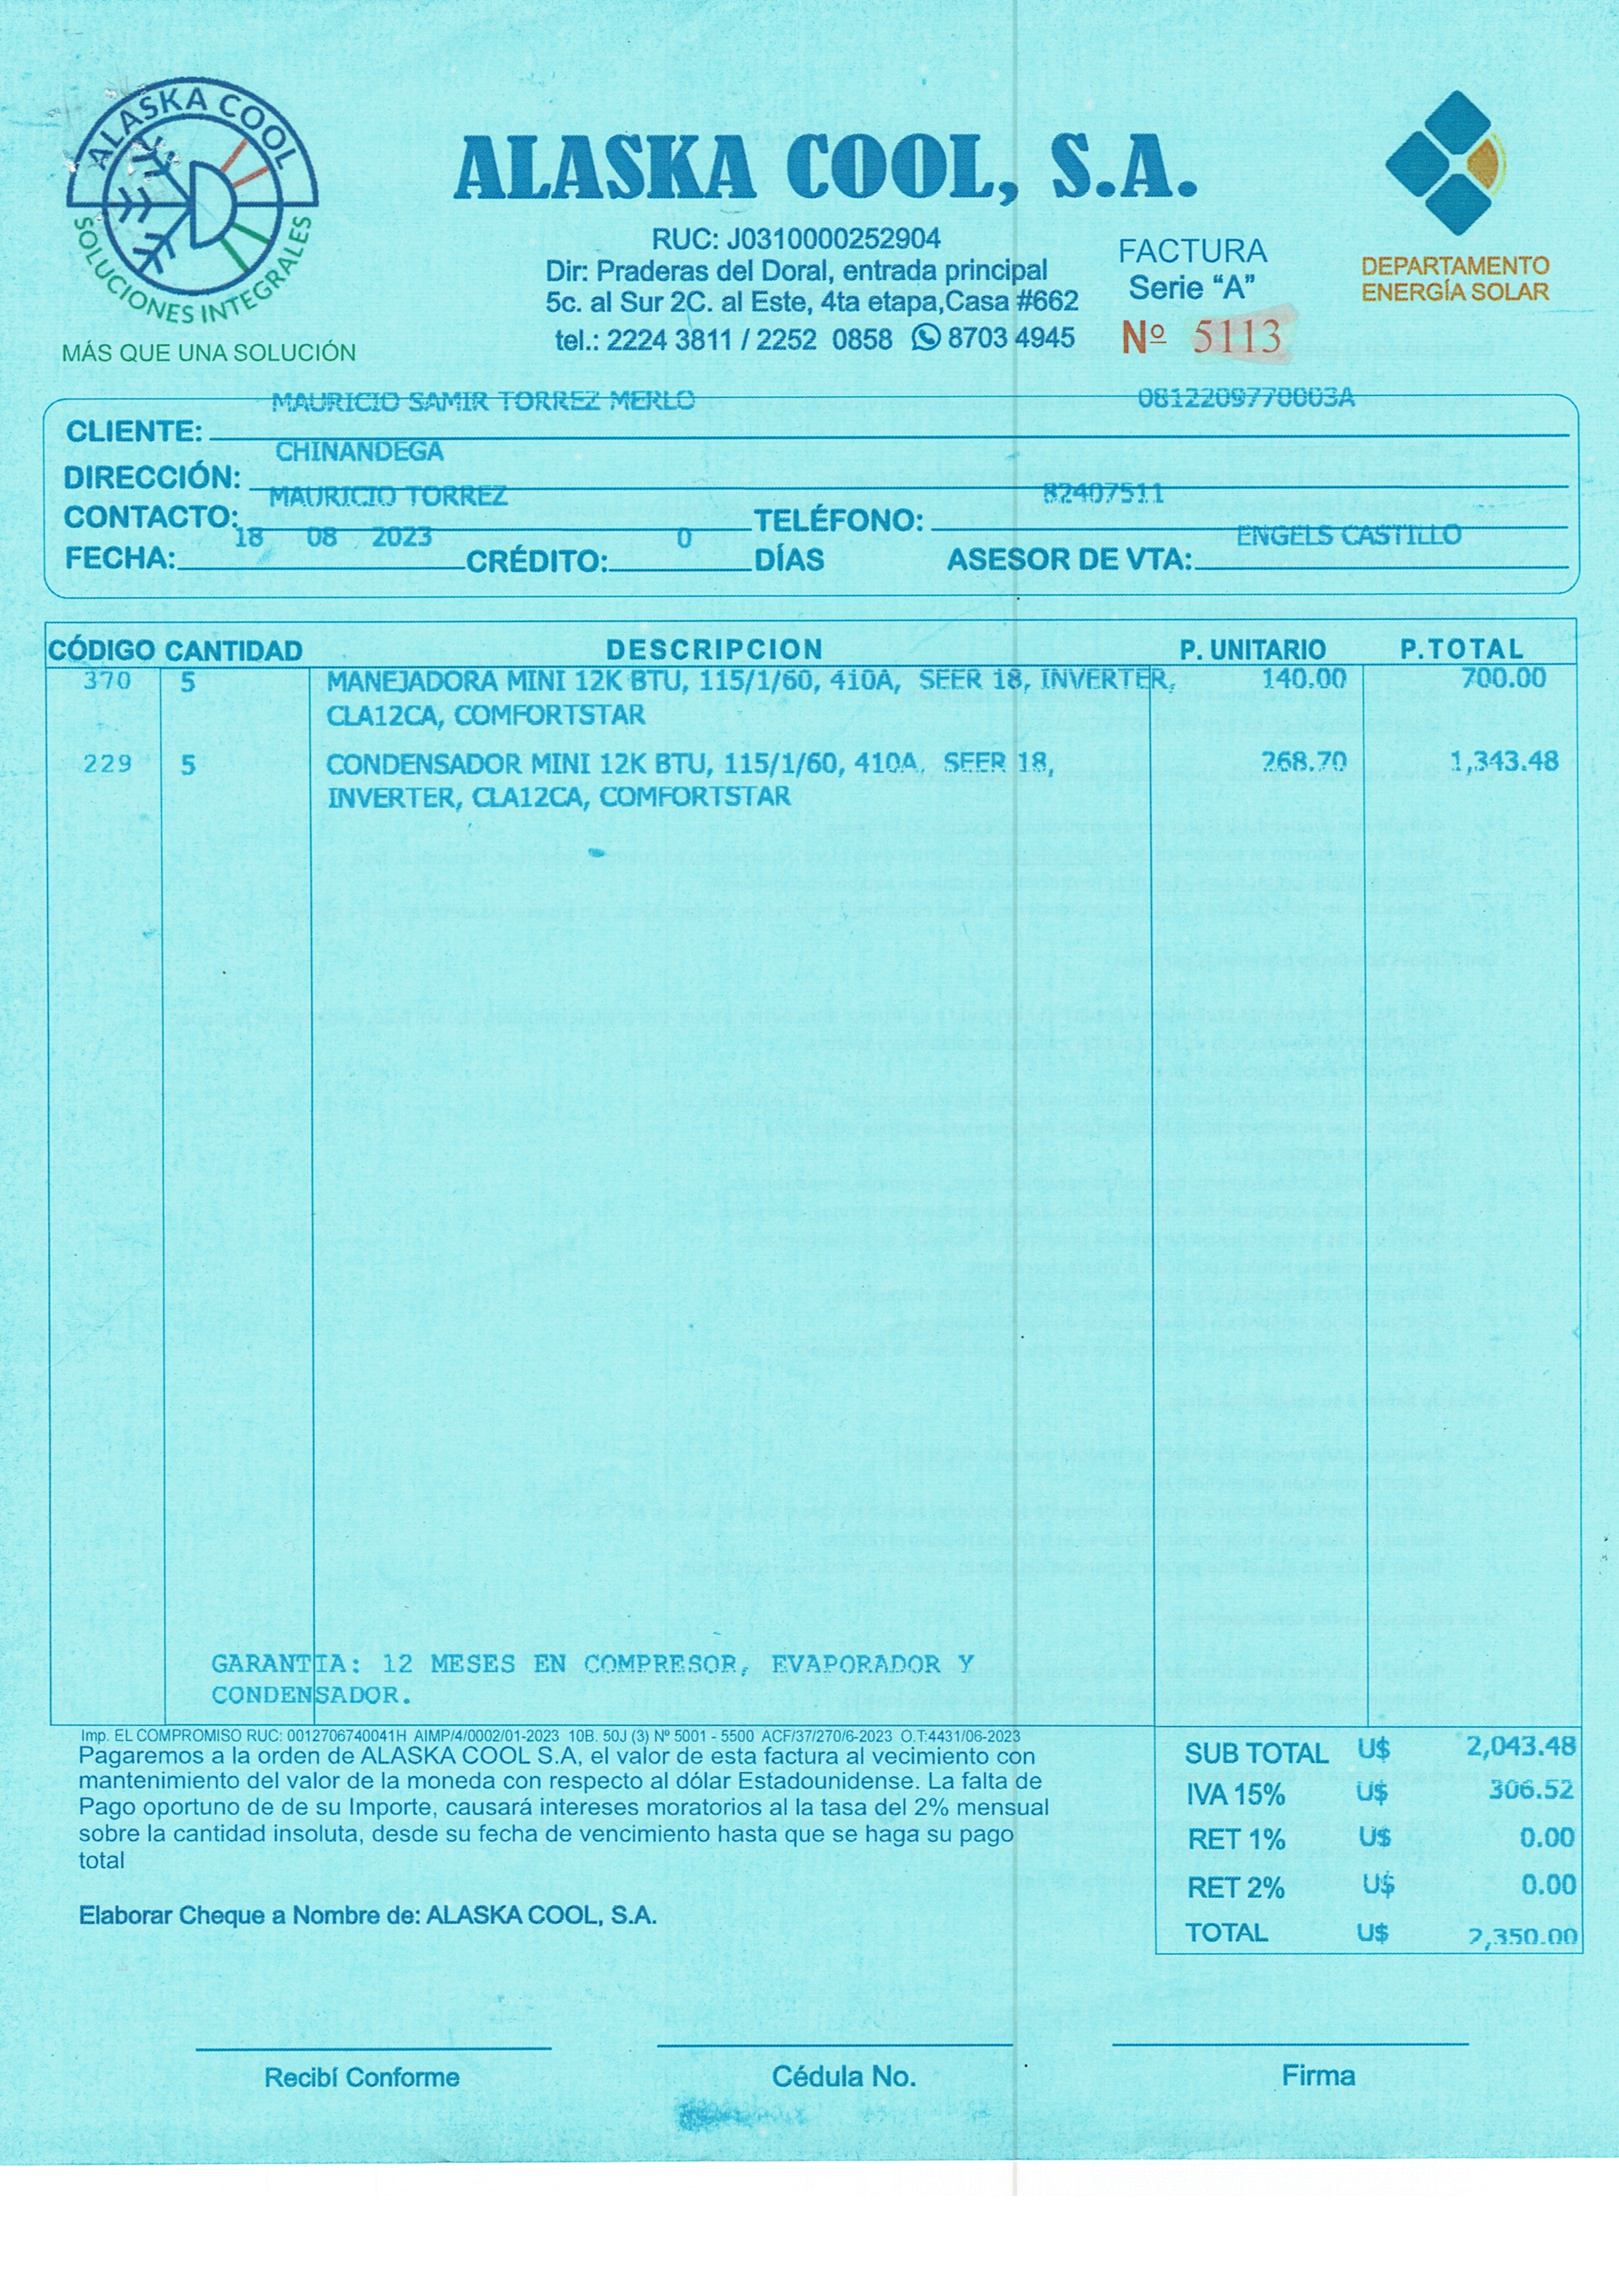 ALASKA COOL
SOLUCIONES INTEGRALES
MÁS QUE UNA SOLUCIÓN
ALASKA COOL, S.A.
RUC: J0310000252904
Dir: Praderas del Doral, entrada principal
5c. al Sur 2C. al Este, 4ta etapa,Casa #662
tel.: 2224 3811 / 2252 0858 8703 4945
FACTURA
Serie “A”
Nº 5113
DEPARTAMENTO
ENERGÍA SOLAR
CLIENTE: MAURICIO SAMIR TORREZ MERLO 0812209770003A
DIRECCIÓN: CHINANDEGA
CONTACTO: MAURICIO TORREZ TELÉFONO: 82407511
FECHA: 18 08 2023 CRÉDITO: 0 DÍAS ASESOR DE VTA: ENGELS CASTILLO
CÓDIGO CANTIDAD DESCRIPCION P. UNITARIO P.TOTAL
370 5 MANEJADORA MINI 12K BTU, 115/1/60, 410A, SEER 18, INVERTER, 140.00 700.00
CLA12CA, COMFORTSTAR
229 5 CONDENSADOR MINI 12K BTU, 115/1/60, 410A, SEER 18, 268.70 1,343.48
INVERTER, CLA12CA, COMFORTSTAR
GARANTIA: 12 MESES EN COMPRESOR, EVAPORADOR Y
CONDENSADOR.
Imp. EL COMPROMISO RUC: 0012706740041H AIMP/4/0002/01-2023 10B. 50J (3) Nº 5001 - 5500 ACF/37/270/6-2023 O.T:4431/06-2023
Pagaremos a la orden de ALASKA COOL S.A, el valor de esta factura al vecimiento con
mantenimiento del valor de la moneda con respecto al dólar Estadounidense. La falta de
Pago oportuno de de su Importe, causará intereses moratorios al la tasa del 2% mensual
sobre la cantidad insoluta, desde su fecha de vencimiento hasta que se haga su pago
total
Elaborar Cheque a Nombre de: ALASKA COOL, S.A.
SUB TOTAL U$ 2,043.48
IVA 15% U$ 306.52
RET 1% U$ 0.00
RET 2% U$ 0.00
TOTAL U$ 2,350.00
Recibí Conforme
Cédula No.
Firma